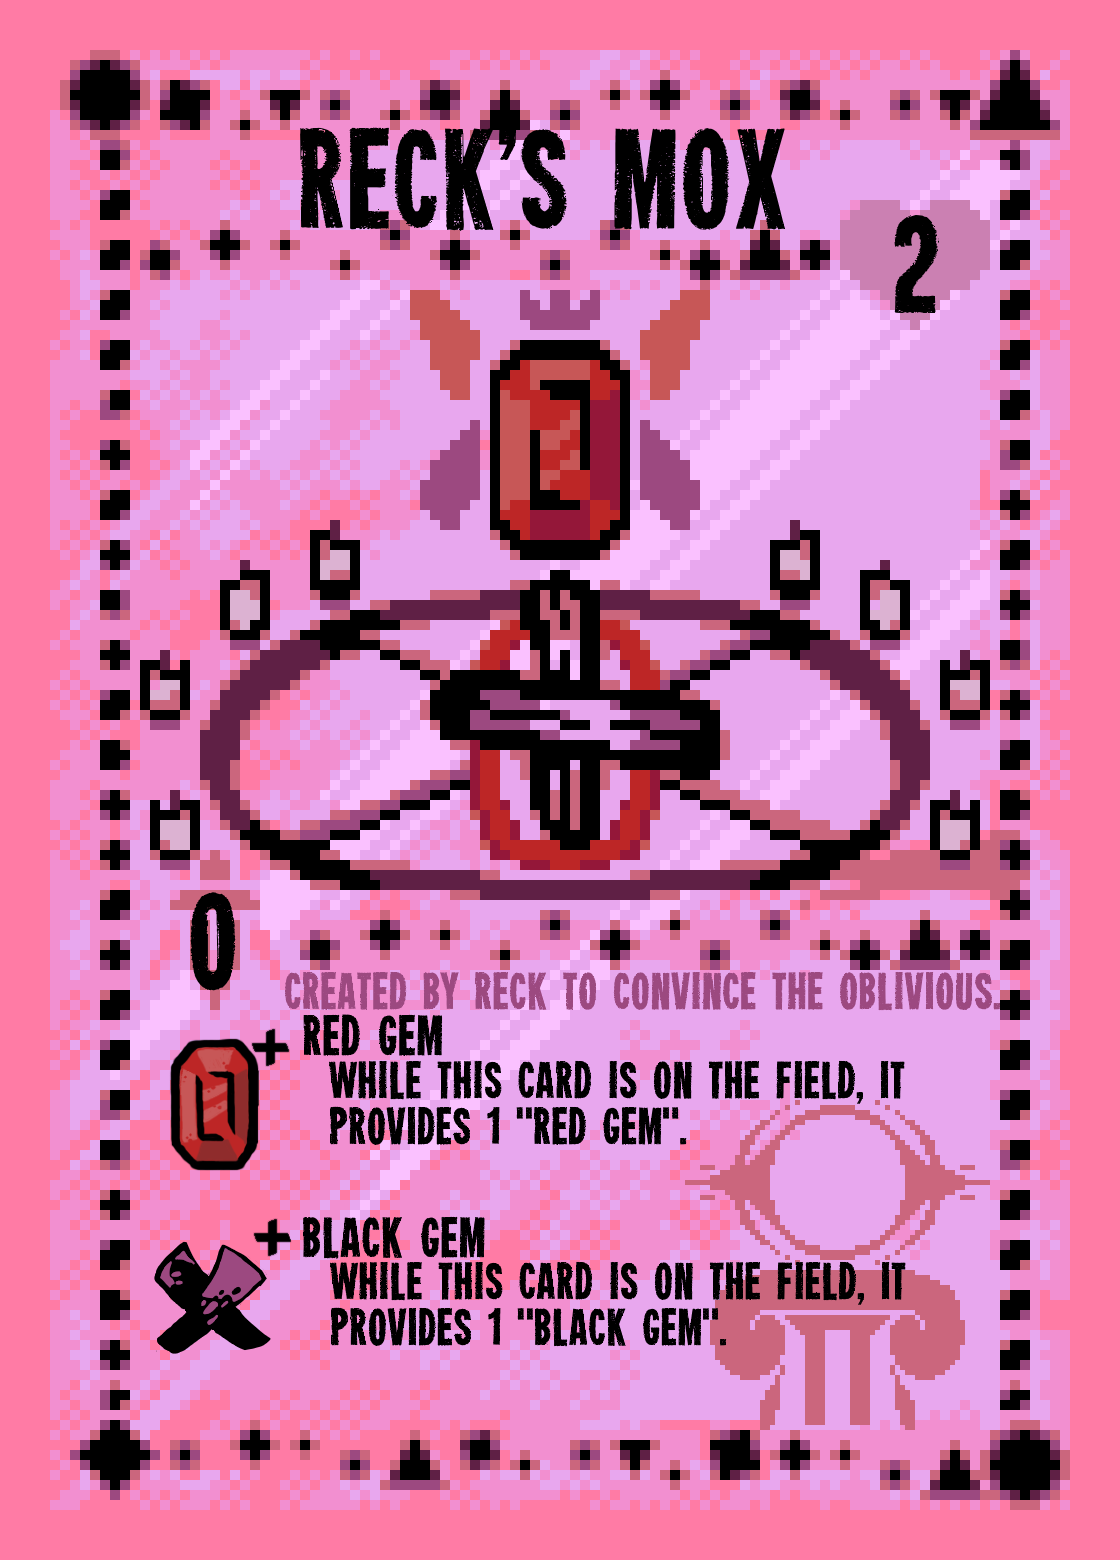 RECK'S MOX
2
0
CREATED BY RECK TO CONVINCE THE OBLIVIOUS.
+ RED GEM
WHILE THIS CARD IS ON THE FIELD, IT
PROVIDES 1 "RED GEM".
+ BLACK GEM
WHILE THIS CARD IS ON THE FIELD, IT
PROVIDES 1 "BLACK GEM".